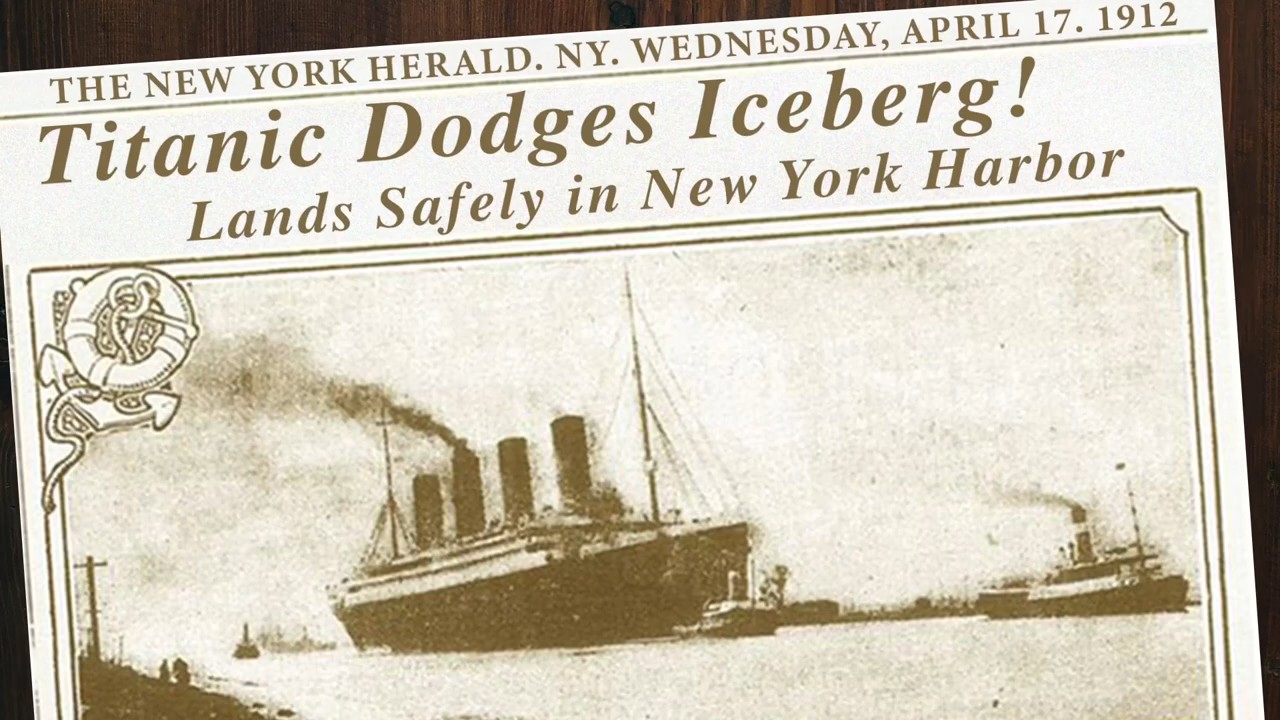 THE NEW YORK HERALD. NY. WEDNESDAY, APRIL 17. 1912
Titanic Dodges Iceberg!
Lands Safely in New York Harbor